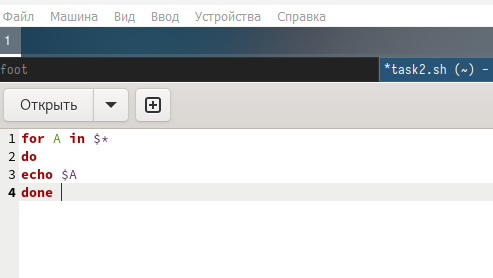 Файл Машина Вид Ввод Устройства Справка
1
foot *task2.sh (~) –
Открыть
1 for A in $*
2 do
3 echo $A
4 done